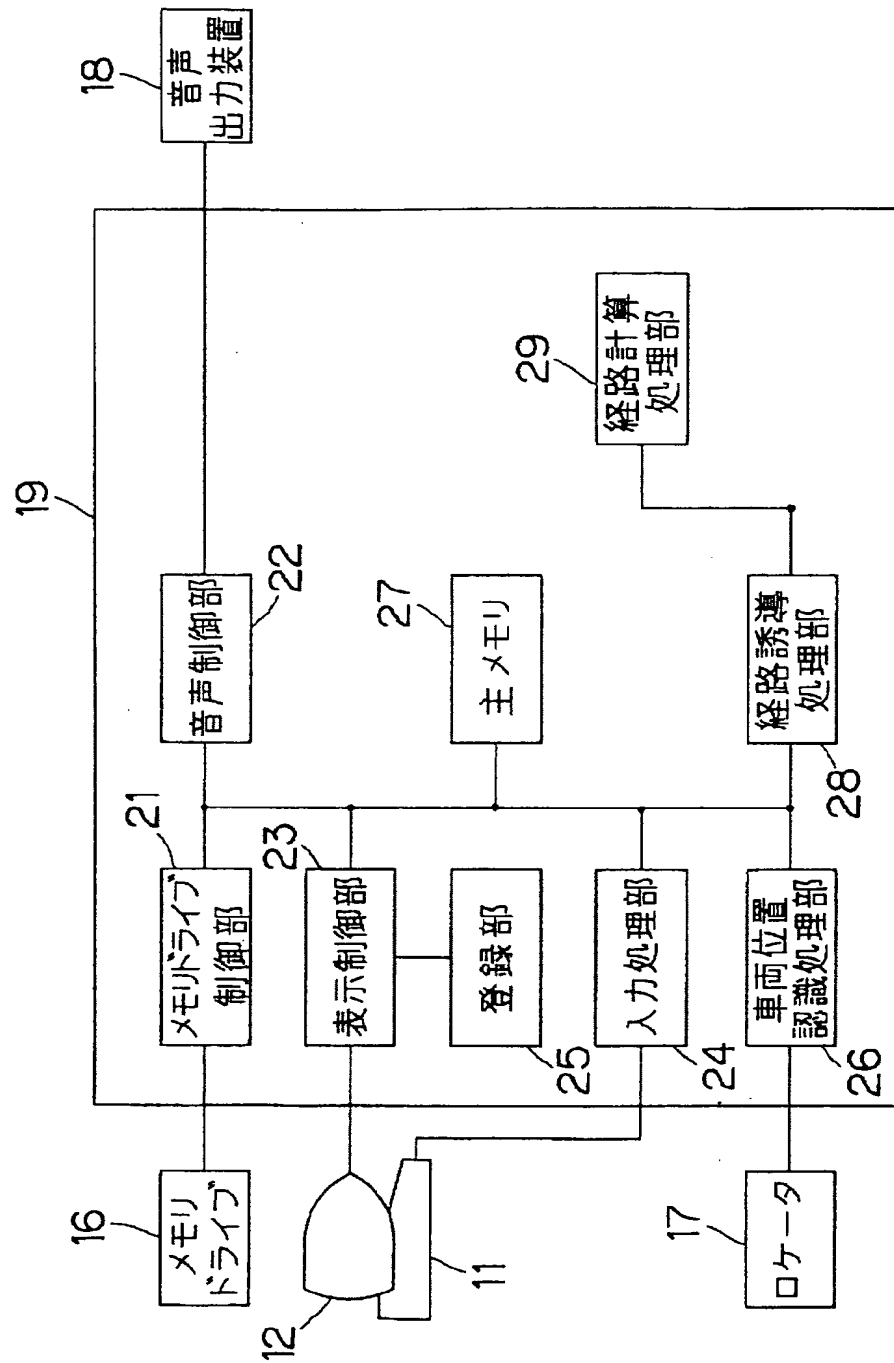 19
18
音声
出力装置
16
メモリ
ドライブ
21
メモリドライブ
制御部
音声制御部
22
12
11
23
表示制御部
27
主メモリ
25
登録部
24
入力処理部
29
経路計算
処理部
17
ロケータ
26
車両位置
認識処理部
28
経路誘導
処理部